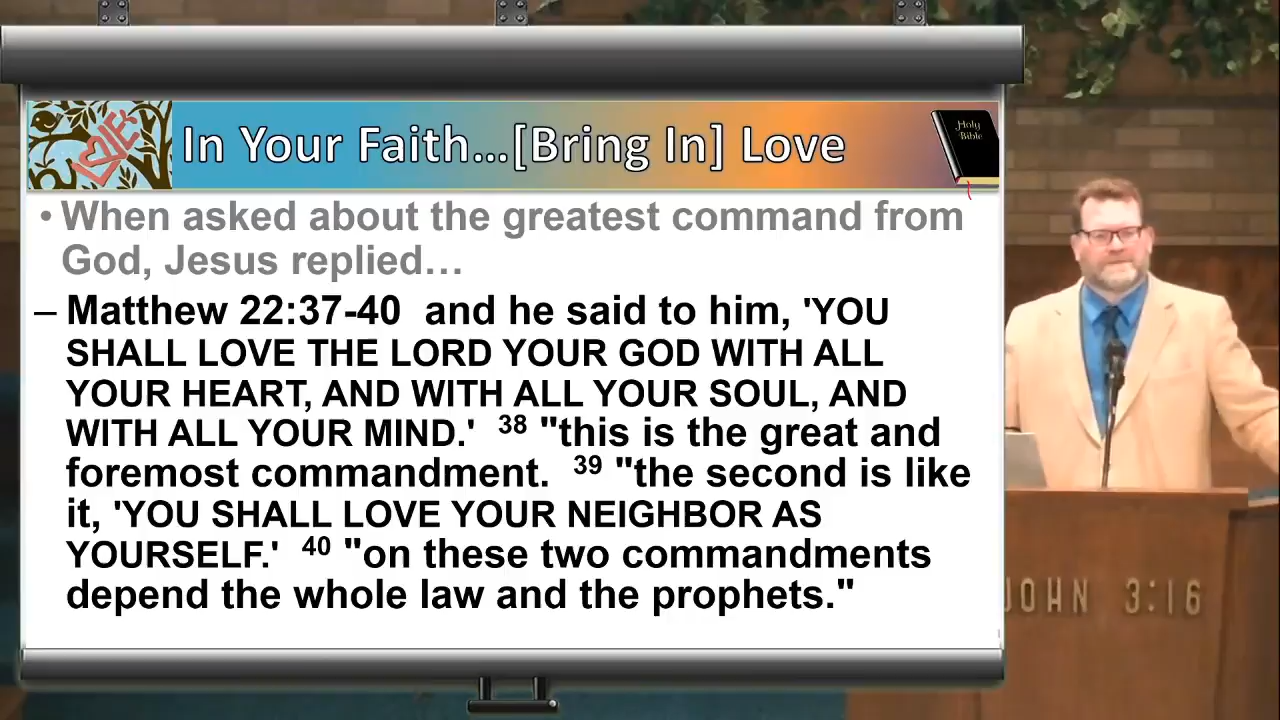 LOVE
In Your Faith...[Bring In] Love
Holy
Bible
• When asked about the greatest command from
God, Jesus replied…
– Matthew 22:37-40 and he said to him, 'YOU
SHALL LOVE THE LORD YOUR GOD WITH ALL
YOUR HEART, AND WITH ALL YOUR SOUL, AND
WITH ALL YOUR MIND.' 38 "this is the great and
foremost commandment. 39 "the second is like
it, 'YOU SHALL LOVE YOUR NEIGHBOR AS
YOURSELF.' 40 "on these two commandments
depend the whole law and the prophets."
JOHN 3:16